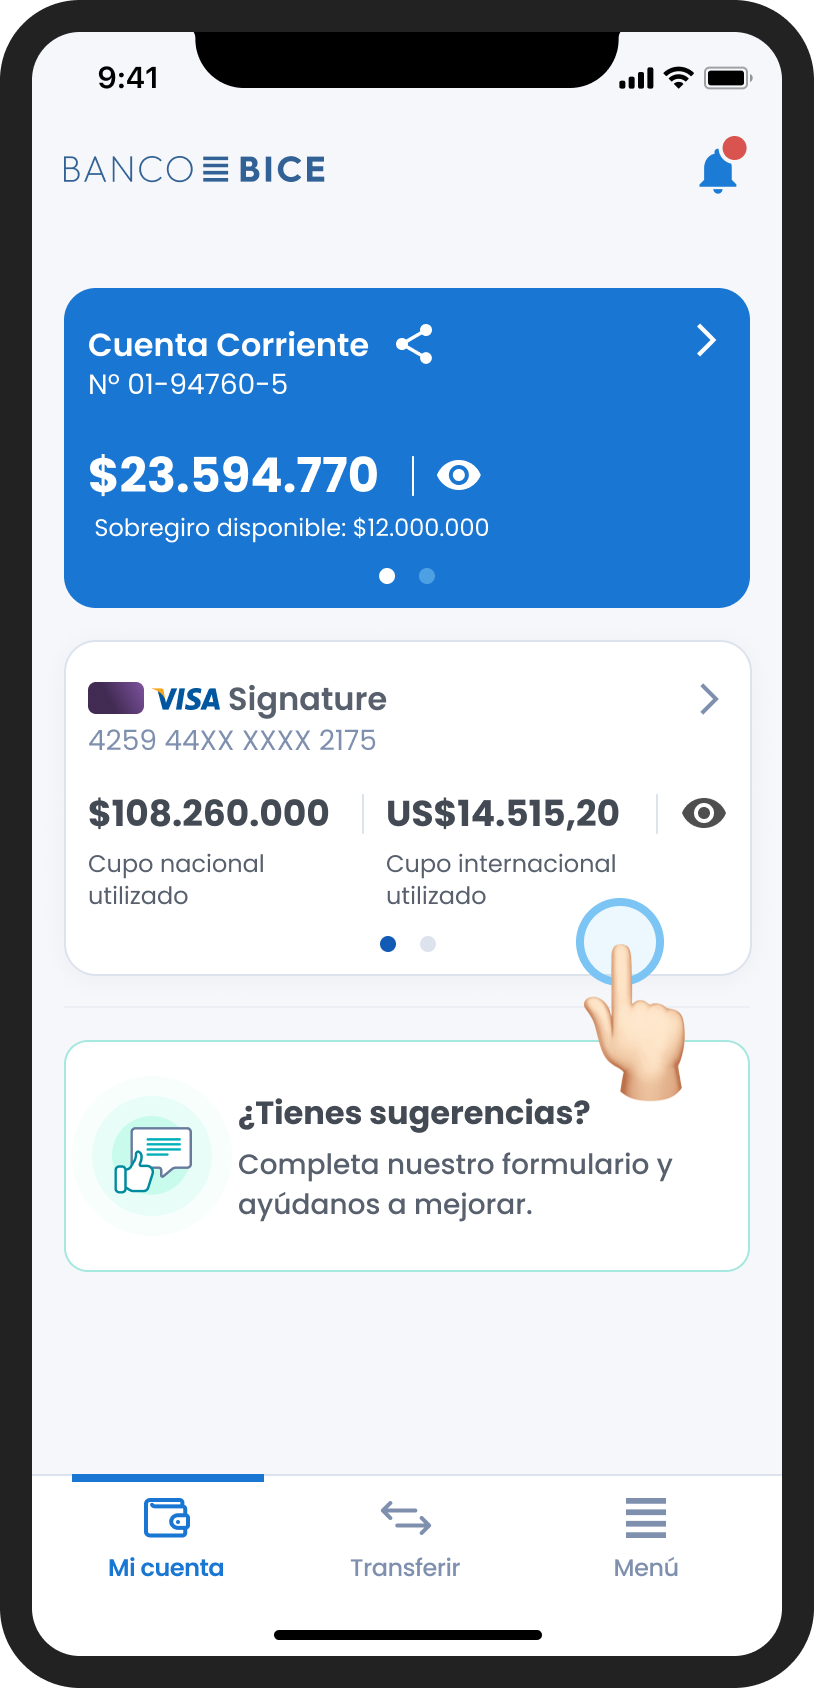 9:41
BANCO BICE
Cuenta Corriente
Nº 01-94760-5
$23.594.770
Sobregiro disponible: $12.000.000
VISA Signature
4259 44XX XXXX 2175
$108.260.000 US$14.515,20
Cupo nacional utilizado
Cupo internacional utilizado
¿Tienes sugerencias?
Completa nuestro formulario y
ayúdanos a mejorar.
Mi cuenta Transferir Menú